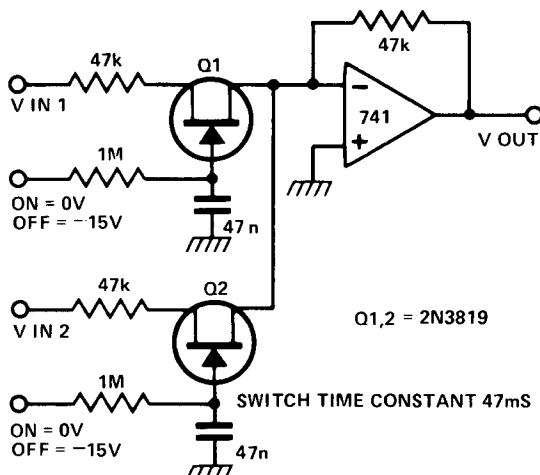 47k
Q1
47k
V IN 1
−
741
+
V OUT
1M
ON = 0V
OFF = −15V
47n
47k
Q2
V IN 2
Q1,2 = 2N3819
1M
SWITCH TIME CONSTANT 47mS
ON = 0V
OFF = −15V
47n